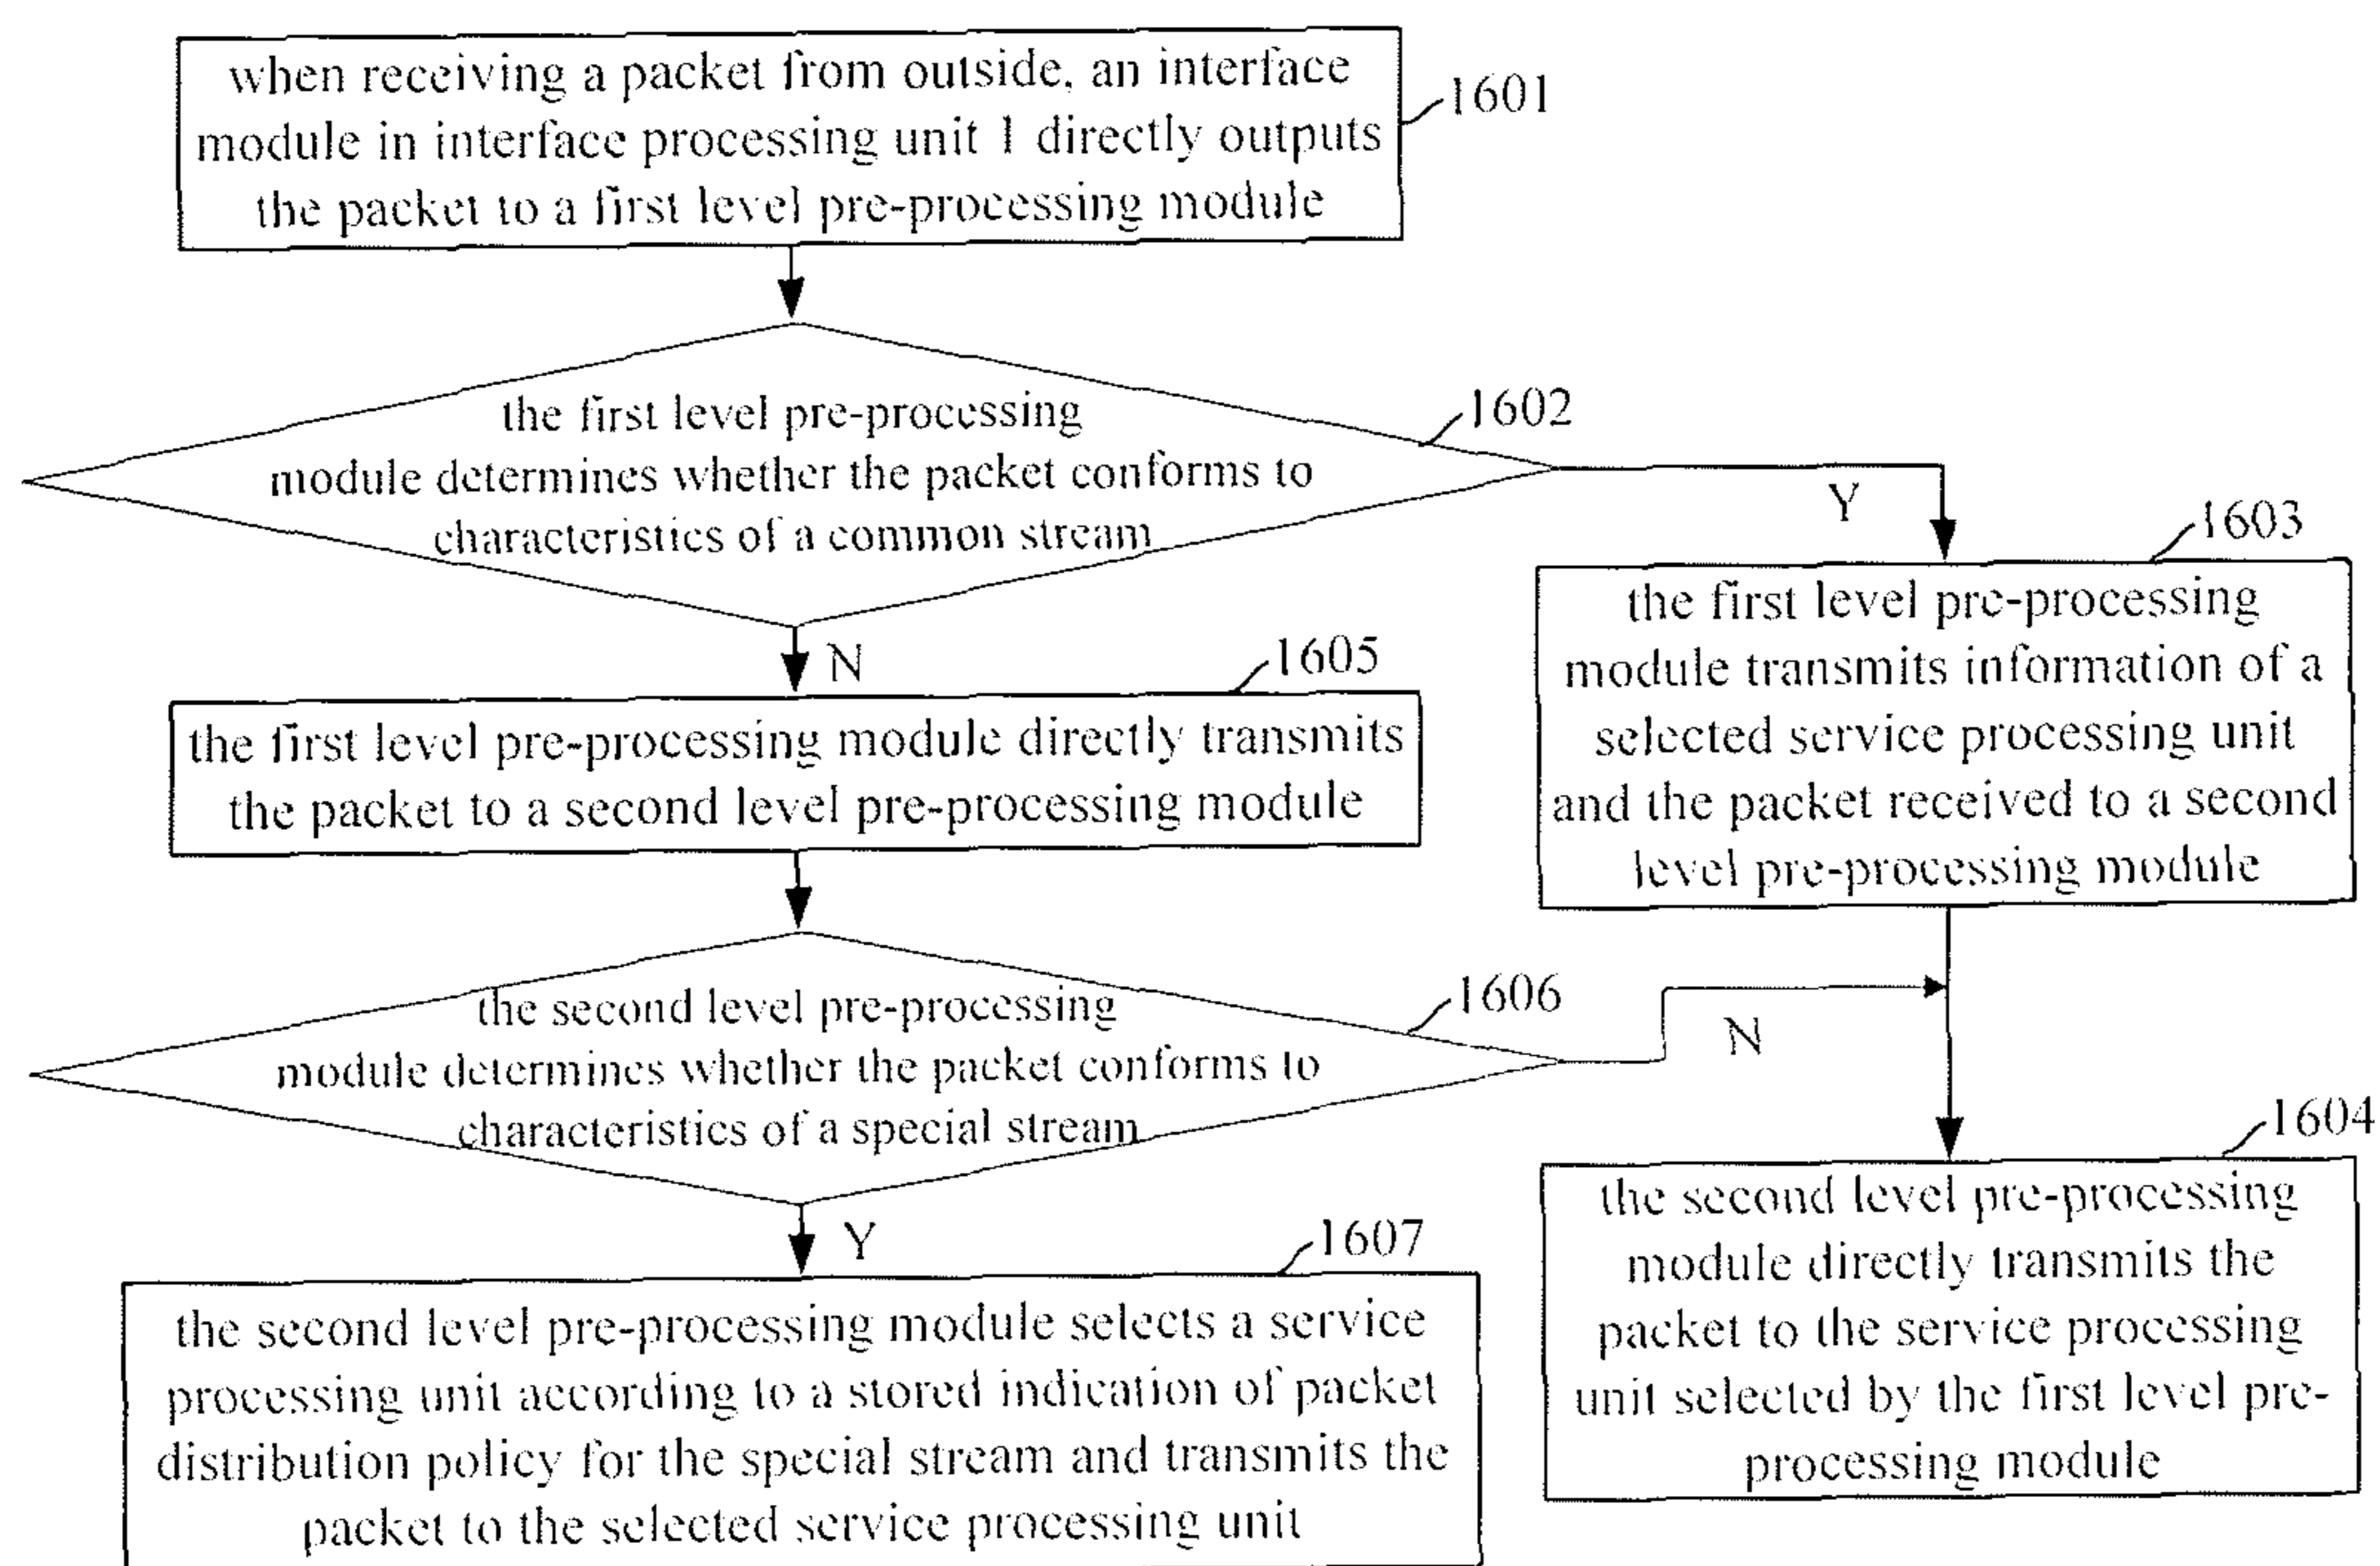 when receiving a packet from outside, an interface
module in interface processing unit 1 directly outputs
the packet to a first level pre-processing module
1601
the first level pre-processing
module determines whether the packet conforms to
characteristics of a common stream
1602
Y
N
1603
the first level pre-processing
module transmits information of a
selected service processing unit
and the packet received to a second
level pre-processing module
1605
the first level pre-processing module directly transmits
the packet to a second level pre-processing module
the second level pre-processing
module determines whether the packet conforms to
characteristics of a special stream
1606
N
Y
1604
the second level pre-processing
module directly transmits the
packet to the service processing
unit selected by the first level pre-
processing module
1607
the second level pre-processing module selects a service
processing unit according to a stored indication of packet
distribution policy for the special stream and transmits the
packet to the selected service processing unit